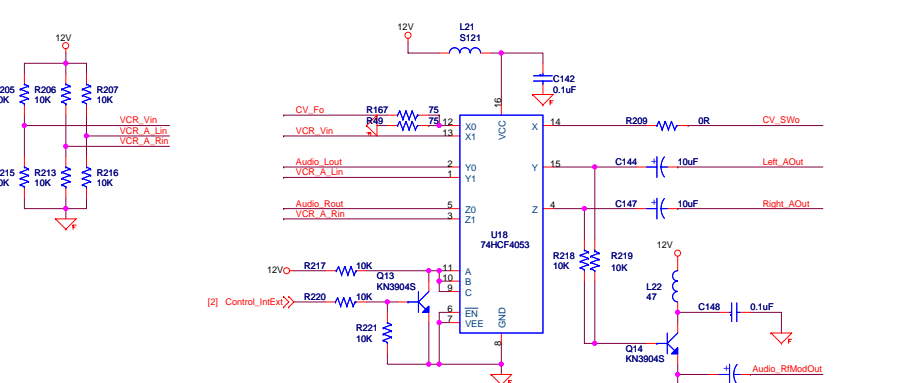 12V
205
0K
R206
10K
R207
10K
VCR_Vin
VCR_A_Lin
VCR_A_Rin
215
0K
R213
10K
R216
10K
F
12V
L21
S121
C142
0.1uF
F
16
VCC
CV_Fo
R167
75
R49
75
12
X0
VCR_Vin
13
X1
Audio_Lout
2
Y0
VCR_A_Lin
1
Y1
Audio_Rout
5
Z0
VCR_A_Rin
3
Z1
X
14
R209
0R
CV_SWo
Y
15
C144
+
10uF
Left_AOut
Z
4
C147
+
10uF
Right_AOut
U18
74HCF4053
12V
R217
10K
11
A
10
B
9
C
Q13
KN3904S
[2]
Control_IntExt
R220
10K
R221
10K
6
EN
7
VEE
GND
8
F
R218
10K
R219
10K
12V
L22
47
C148
0.1uF
F
Q14
KN3904S
+
Audio_RfModOut